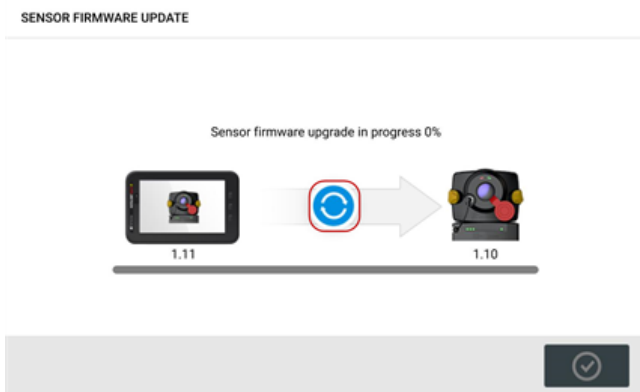 SENSOR FIRMWARE UPDATE
Sensor firmware upgrade in progress 0%
1.11
1.10